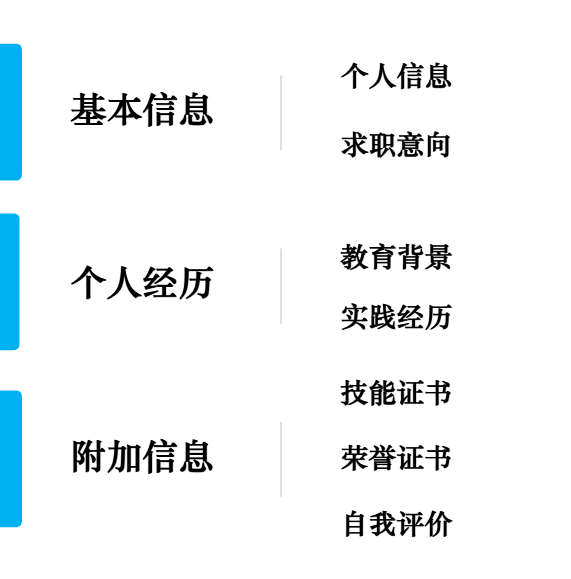 基本信息
个人信息
求职意向
个人经历
教育背景
实践经历
附加信息
技能证书
荣誉证书
自我评价